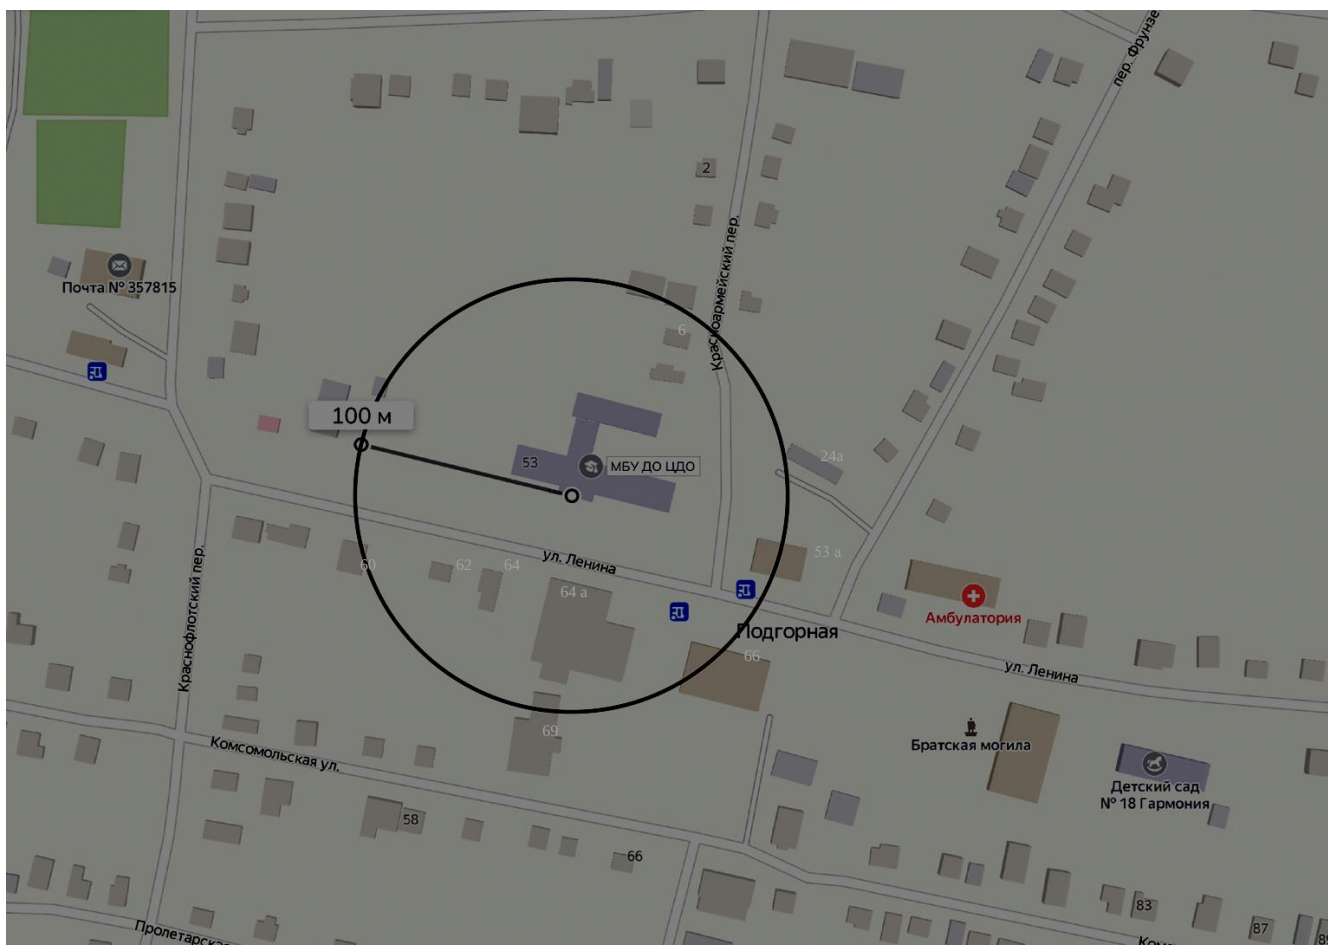 пер. Фрунзе
2
Красноармейский пер.
Почта № 357815
6
100 м
53
МБУ ДО ЦДО
24а
ул. Ленина
53 а
60
62
64
64 а
Амбулатория
Подгорная
66
ул. Ленина
Краснофлотский пер.
69
Братская могила
Комсомольская ул.
Детский сад
№ 18 Гармония
58
66
83
87
Пролетарская